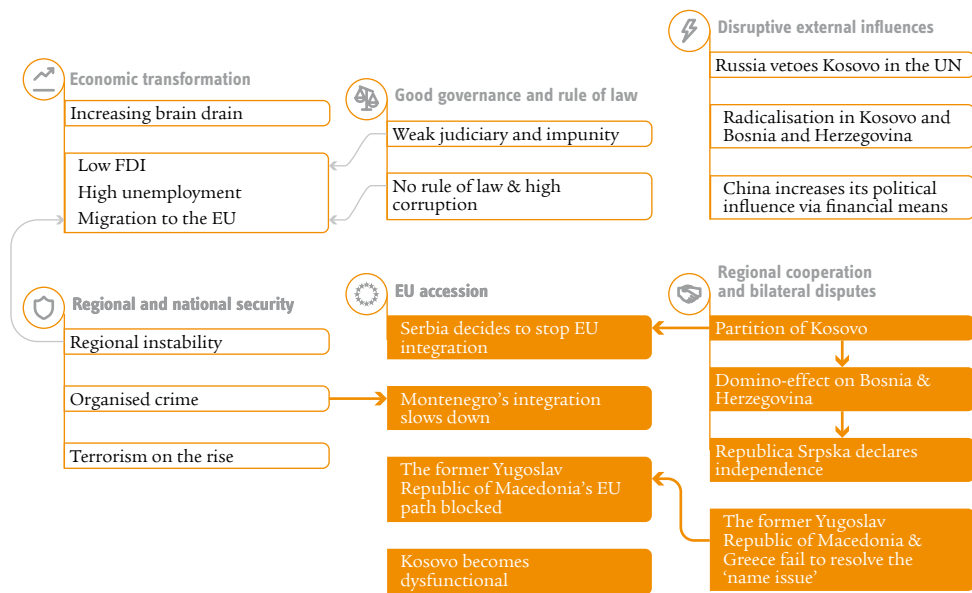 Economic transformation
Increasing brain drain
Low FDI
High unemployment
Migration to the EU
Good governance and rule of law
Weak judiciary and impunity
No rule of law & high
corruption
Disruptive external influences
Russia vetoes Kosovo in the UN
Radicalisation in Kosovo and
Bosnia and Herzegovina
China increases its political
influence via financial means
Regional and national security
Regional instability
Organised crime
Terrorism on the rise
EU accession
Serbia decides to stop EU
integration
Montenegro’s integration
slows down
The former Yugoslav
Republic of Macedonia’s EU
path blocked
Kosovo becomes
dysfunctional
Regional cooperation
and bilateral disputes
Partition of Kosovo
Domino-effect on Bosnia &
Herzegovina
Republica Srpska declares
independence
The former Yugoslav
Republic of Macedonia &
Greece fail to resolve the
‘name issue’